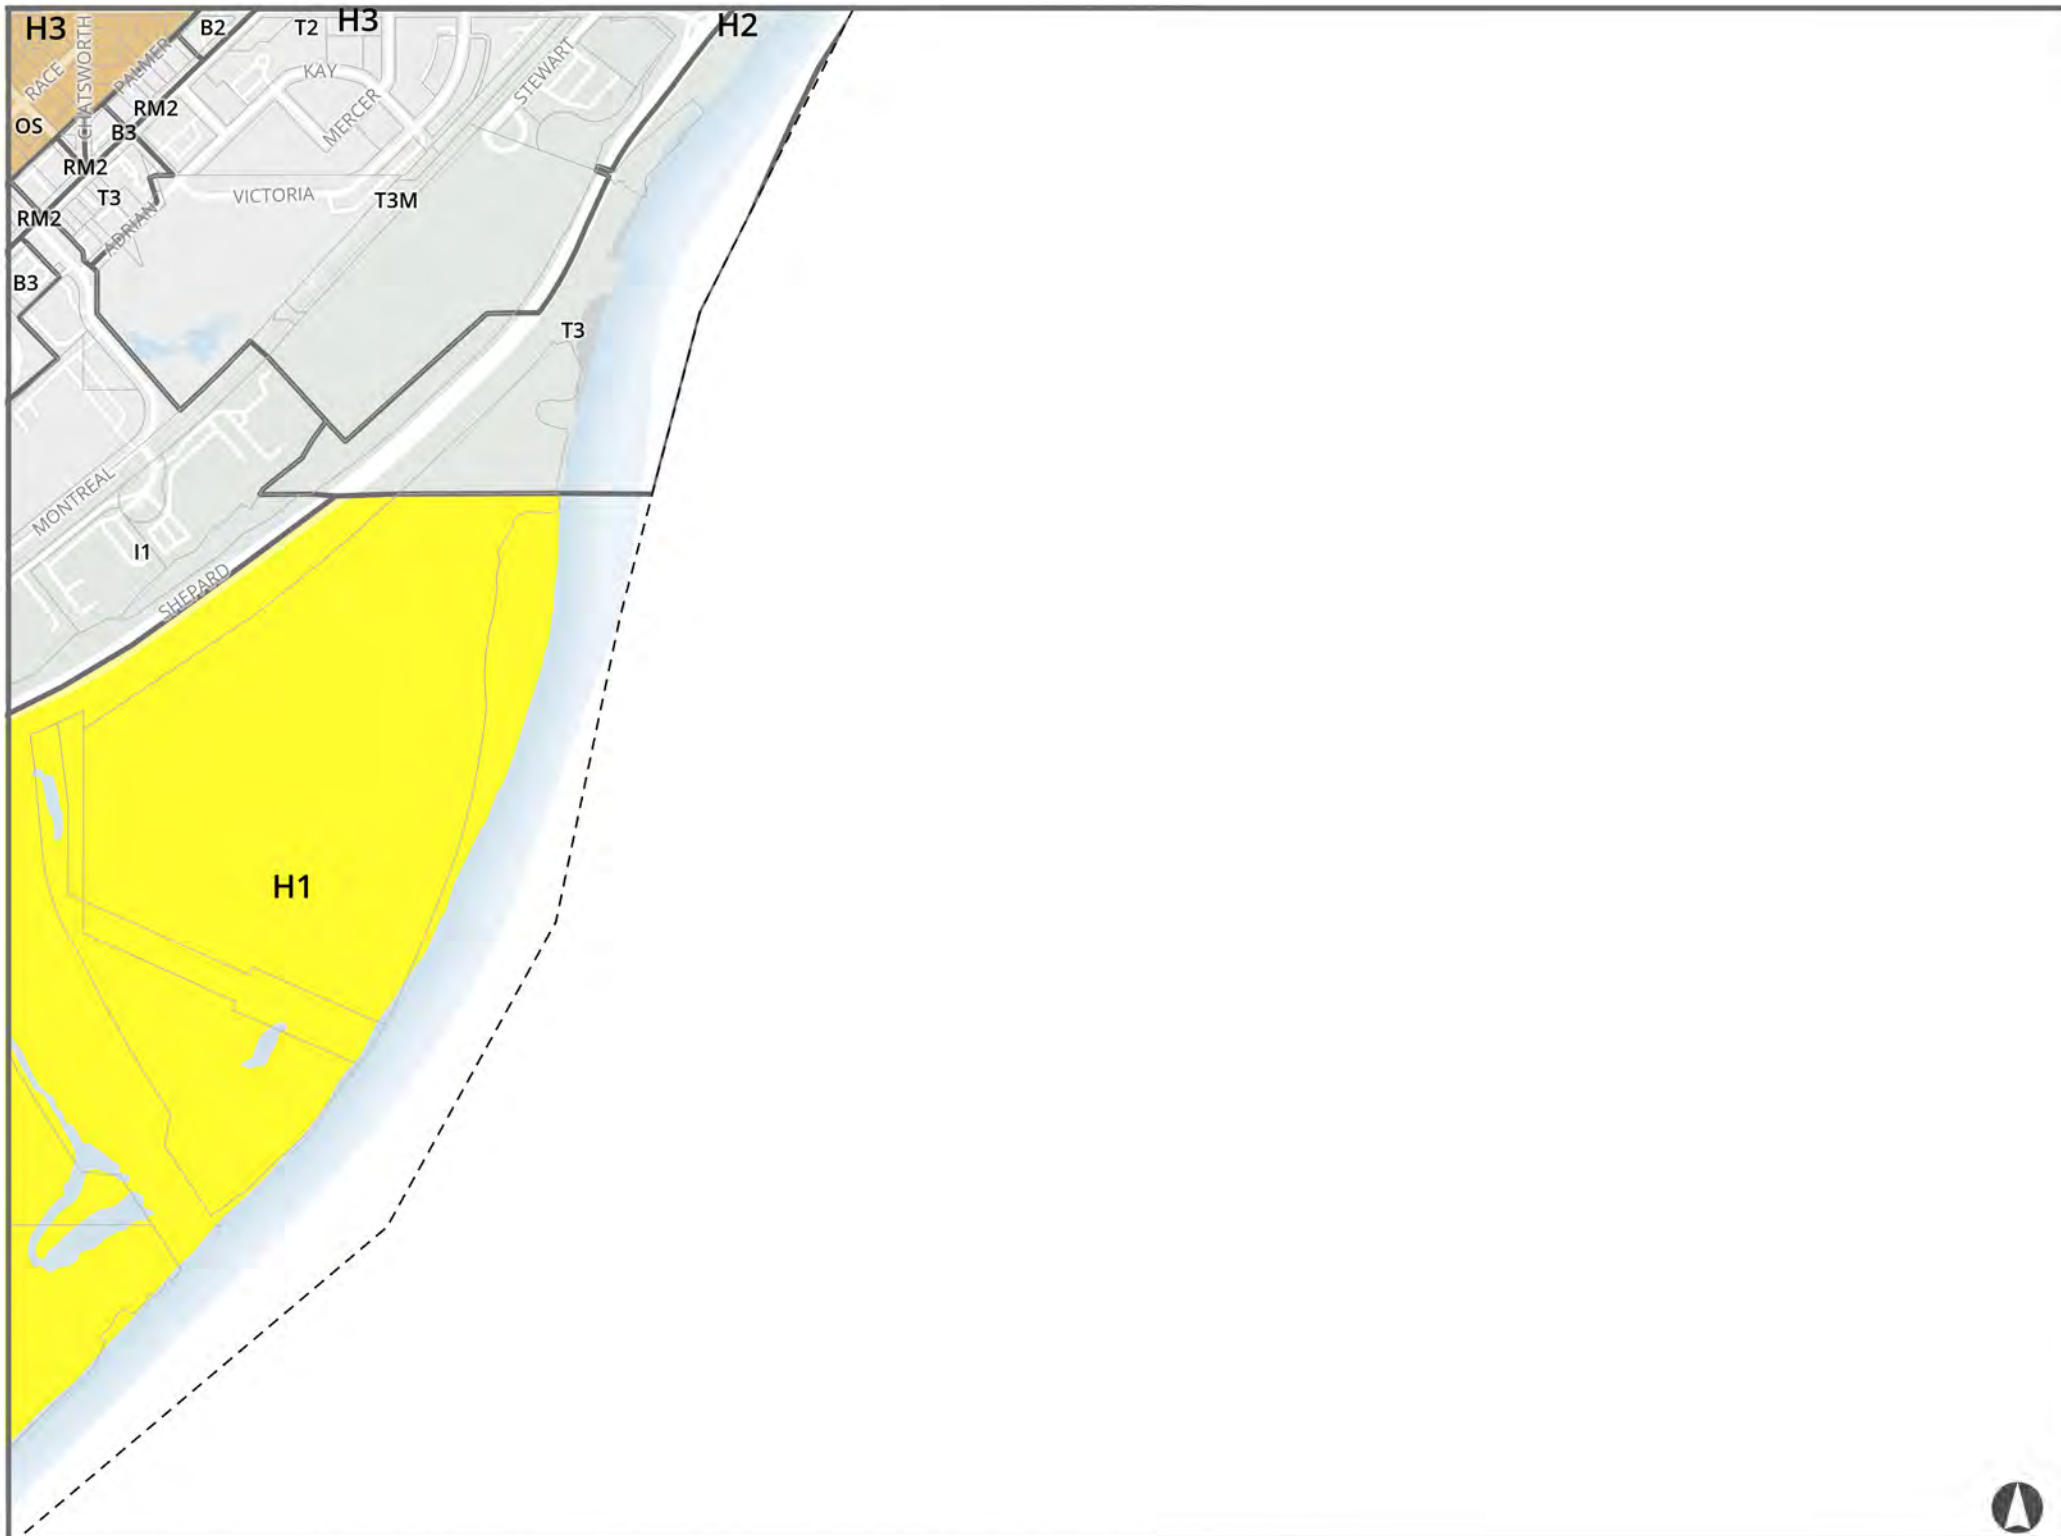 H3
B2
T2
H3
H2
RACE
CHATSWORTH
PALMER
KAY
STEWART
MERCER
OS
RM2
B3
RM2
T3
ADRIAN
VICTORIA
T3M
RM2
B3
T3
MONTREAL
I1
SHEPARD
H1